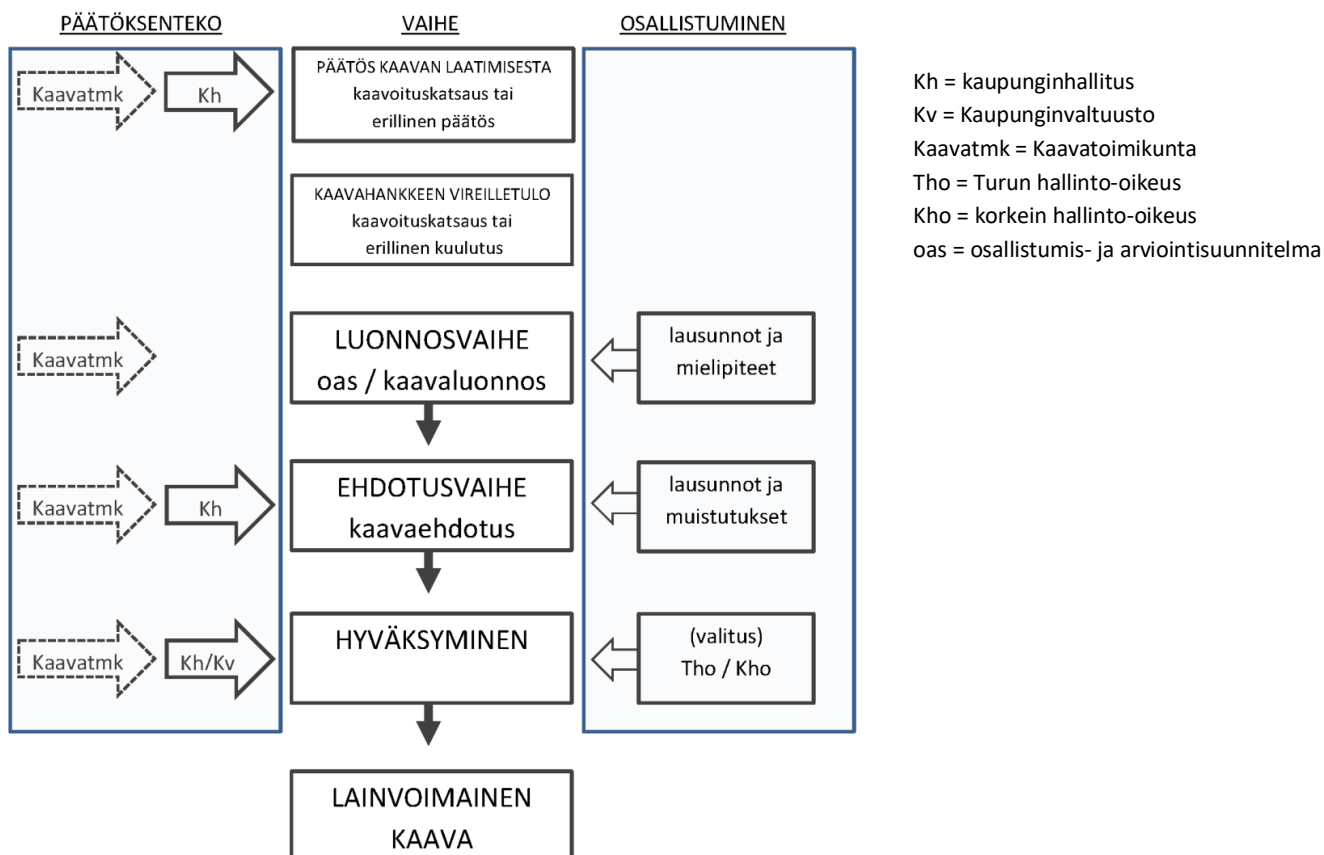 PÄÄTÖKSENTEKO
VAIHE
OSALLISTUMINEN
Kaavatmk
Kh
PÄÄTÖS KAAVAN LAATIMISESTA
kaavoituskatsaus tai
erillinen päätös
KAAVAHANKKEEN VIREILLETULO
kaavoituskatsaus tai
erillinen kuulutus
Kaavatmk
LUONNOSVAIHE
oas / kaavaluonnos
lausunnot ja
mielipiteet
Kaavatmk
Kh
EHDOTUSVAIHE
kaavaehdotus
lausunnot ja
muistutukset
Kaavatmk
Kh/Kv
HYVÄKSYMINEN
(valitus)
Tho / Kho
LAINVOIMAINEN
KAAVA
Kh = kaupunginhallitus
Kv = Kaupunginvaltuusto
Kaavatmk = Kaavatoimikunta
Tho = Turun hallinto-oikeus
Kho = korkein hallinto-oikeus
oas = osallistumis- ja arviointisuunnitelma